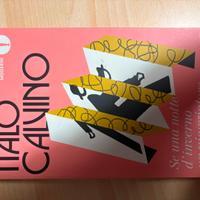 ITALO
CALVINO
Se una notte
d'inverno